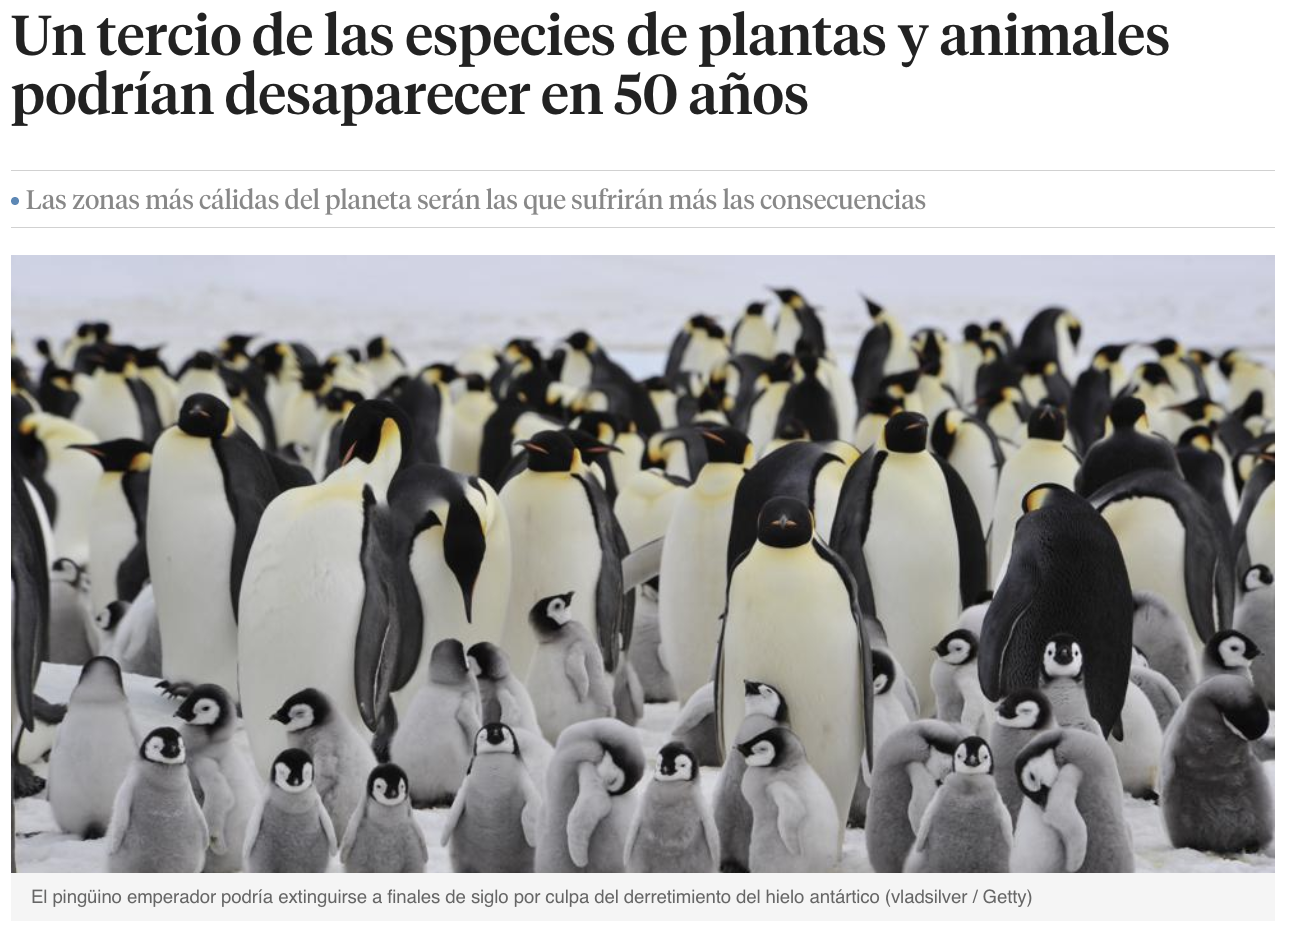 Un tercio de las especies de plantas y animales
podrían desaparecer en 50 años
Las zonas más cálidas del planeta serán las que sufrirán más las consecuencias
El pingüino emperador podría extinguirse a finales de siglo por culpa del derretimiento del hielo antártico (vladsilver / Getty)